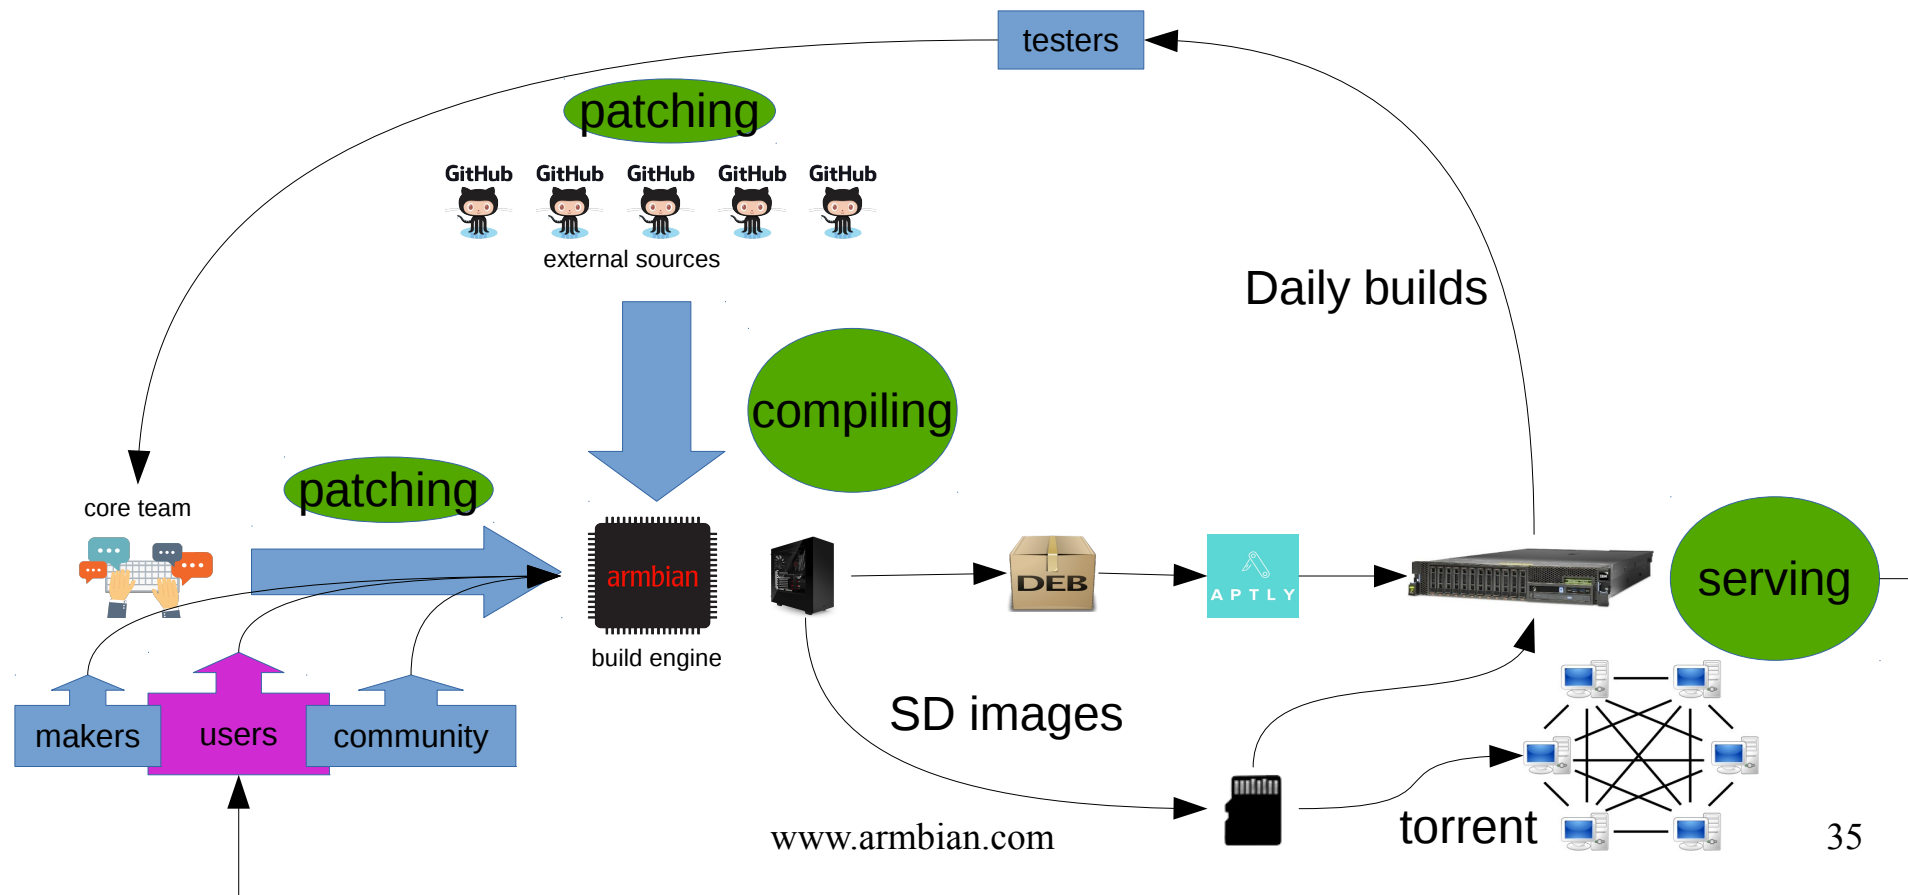 testers
patching
GitHub GitHub GitHub GitHub GitHub
external sources
Daily builds
compiling
patching
core team
armbian
build engine
DEB
APTLY
serving
makers
users
community
SD images
torrent
www.armbian.com
35